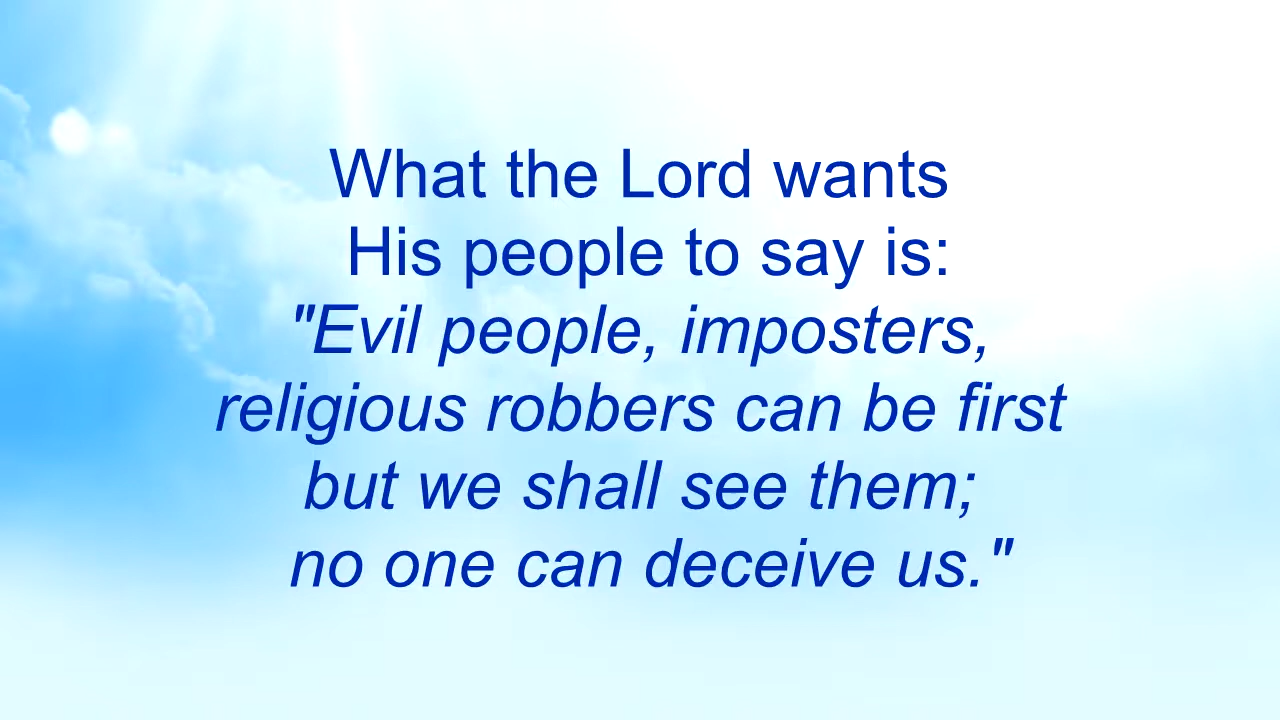 What the Lord wants
His people to say is:
"Evil people, imposters,
religious robbers can be first
but we shall see them;
no one can deceive us."